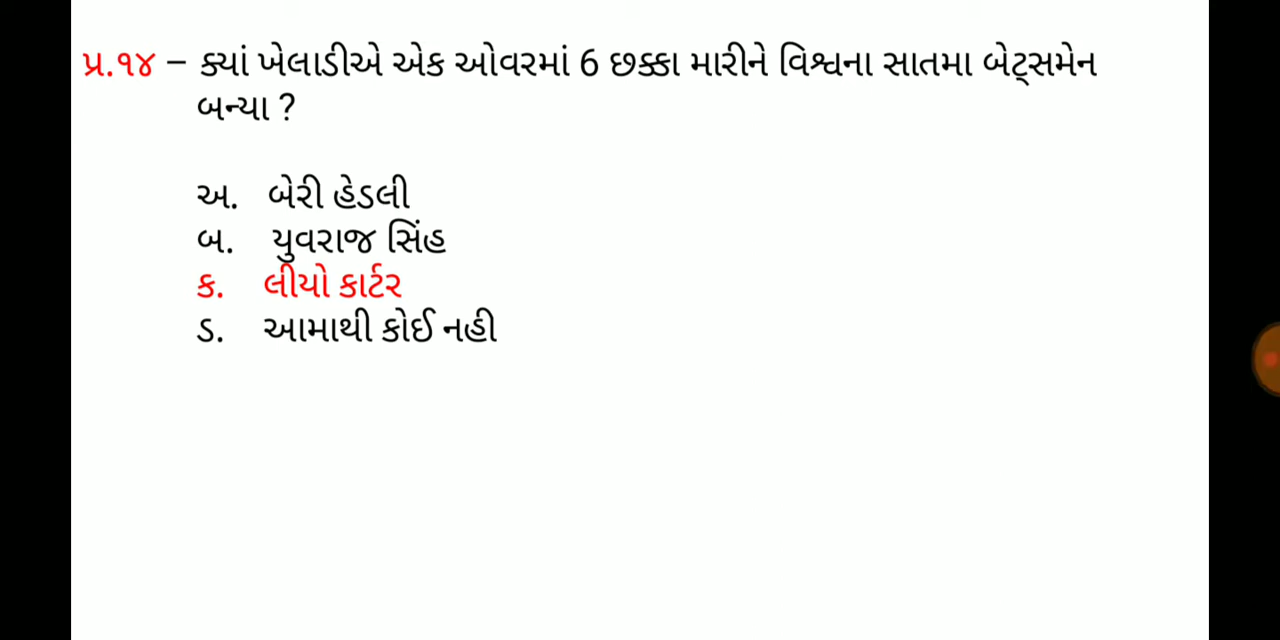 પ્ર.૧૪ – ક્યાં ખેલાડીએ એક ઓવરમાં 6 છક્કા મારીને વિશ્વના સાતમા બેટ્સમેન
બન્યા ?
અ. બેરી હેડલી
બ. યુવરાજ સિંહ
ક. લીયો કાર્ટર
ડ. આમાથી કોઈ નહી